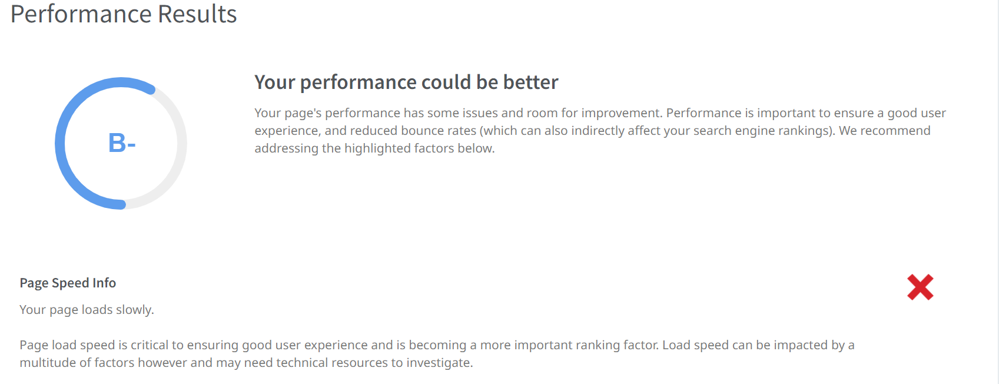 Performance Results
B-
Your performance could be better
Your page's performance has some issues and room for improvement. Performance is important to ensure a good user
experience, and reduced bounce rates (which can also indirectly affect your search engine rankings). We recommend
addressing the highlighted factors below.
Page Speed Info
Your page loads slowly.
Page load speed is critical to ensuring good user experience and is becoming a more important ranking factor. Load speed can be impacted by a
multitude of factors however and may need technical resources to investigate.